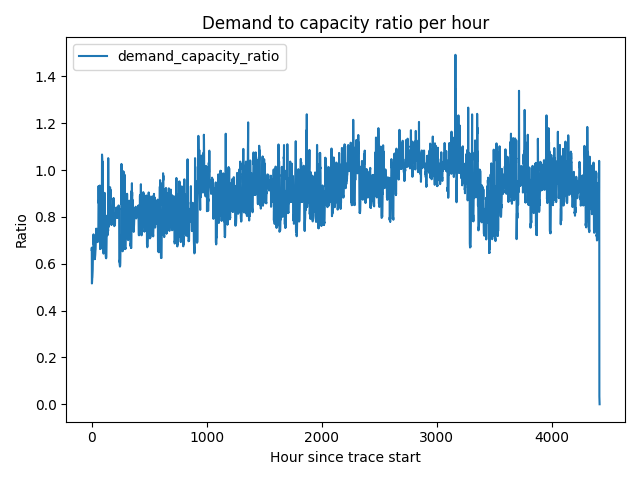 Demand to capacity ratio per hour
demand_capacity_ratio
1.4
1.2
1.0
0.8
0.6
0.4
0.2
0.0
Ratio
0 1000 2000 3000 4000
Hour since trace start